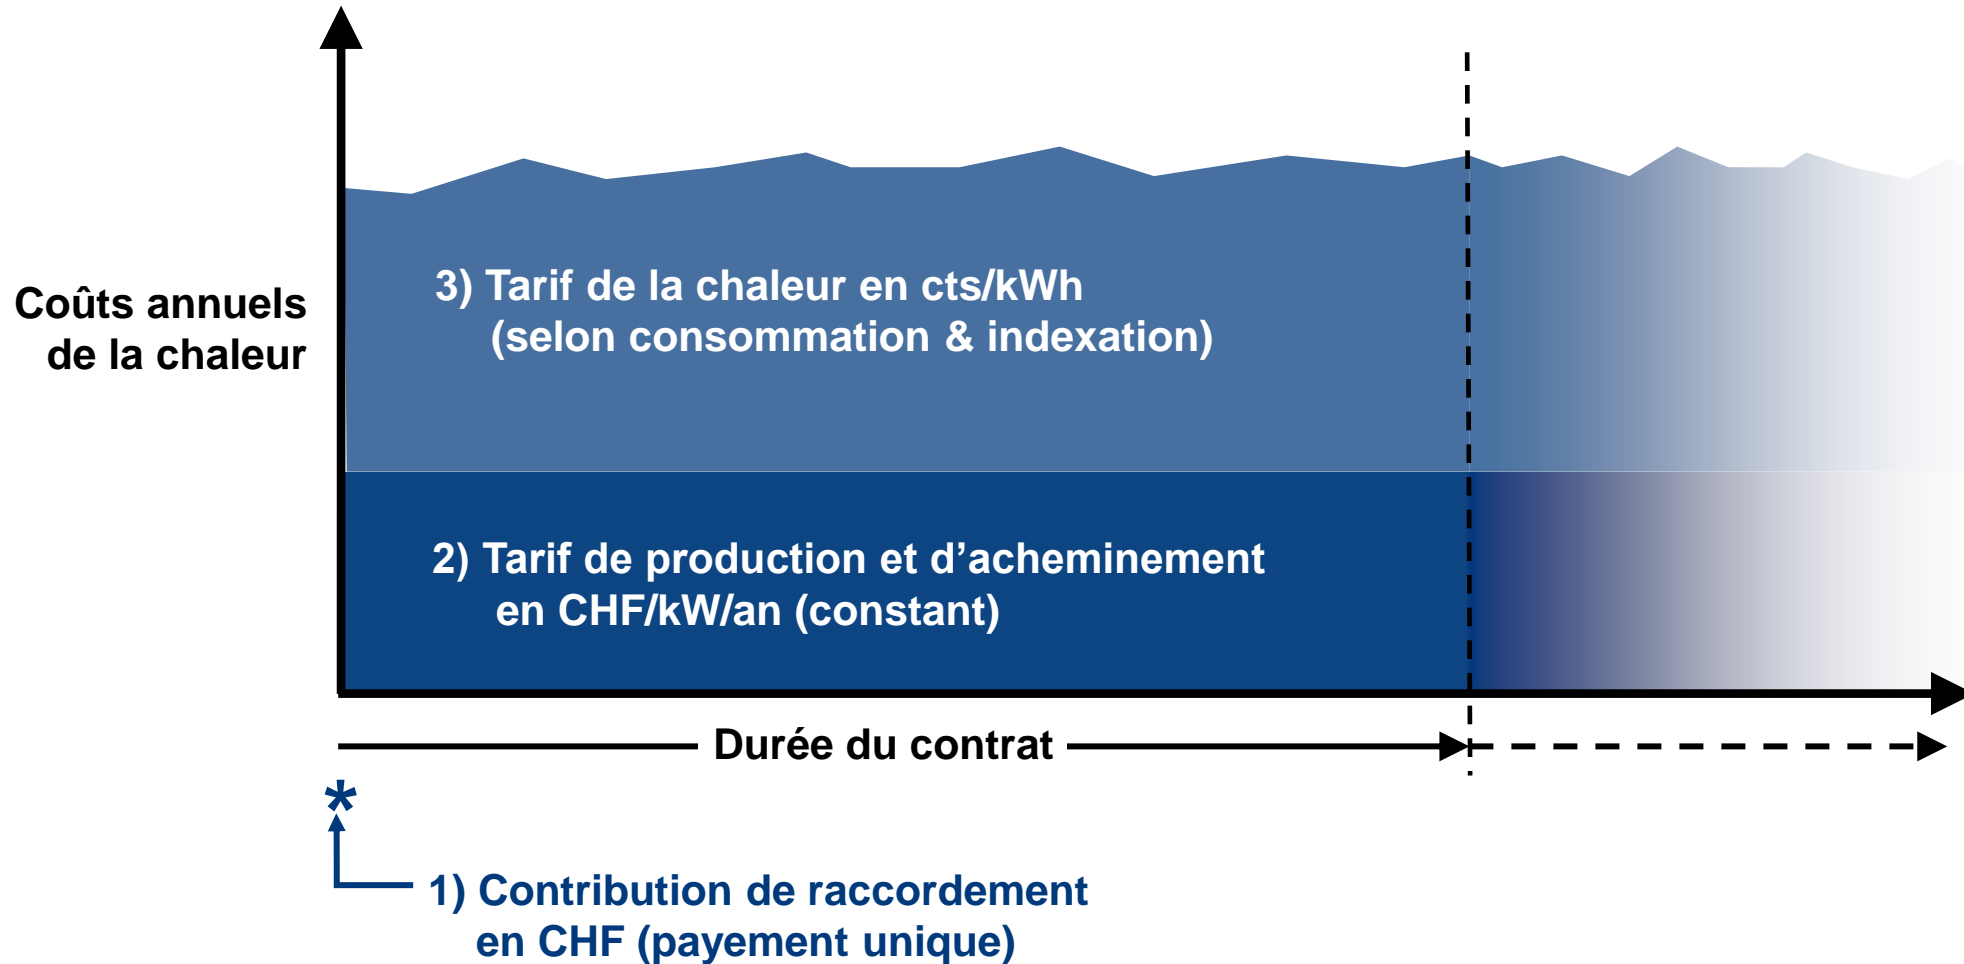 Coûts annuels
de la chaleur
3) Tarif de la chaleur en cts/kWh
(selon consommation & indexation)
2) Tarif de production et d’acheminement
en CHF/kW/an (constant)
Durée du contrat
*
1) Contribution de raccordement
en CHF (payement unique)